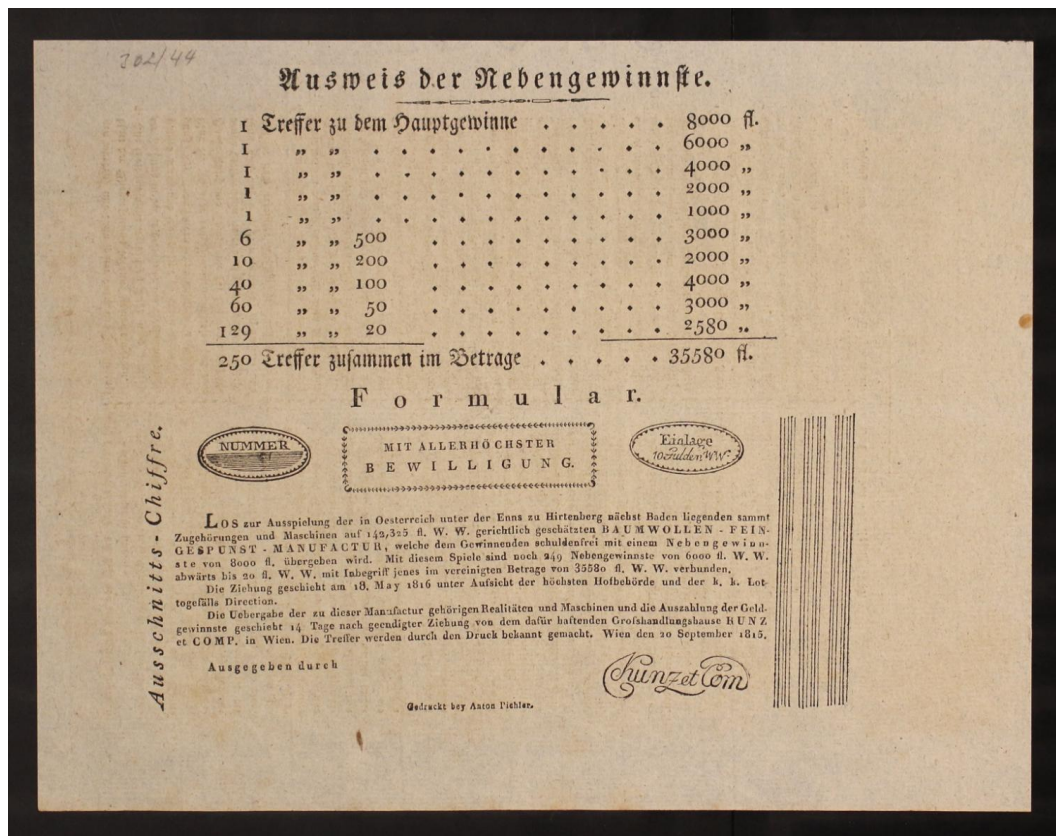 302/44
Ausweis der Nebengewinnste.
1 Treffer zu dem Hauptgewinne . . . . . 8000 fl.
1 „ „ . . . . . . . . . . . 6000 „
1 „ „ . . . . . . . . . . . 4000 „
1 „ „ . . . . . . . . . . . 2000 „
1 „ „ . . . . . . . . . . . 1000 „
6 „ „ 500 . . . . . . . . . 3000 „
10 „ „ 200 . . . . . . . . . 2000 „
40 „ „ 100 . . . . . . . . . 4000 „
60 „ „ 50 . . . . . . . . . 3000 „
129 „ „ 20 . . . . . . . . . 2580 „
250 Treffer zusammen im Betrage . . . . . 35580 fl.
Formular.
Ausschnitts-Chiffre.
NUMMER
MIT ALLERHÖCHSTER
BEWILLIGUNG.
Einlage
10 Gulden WW.
LOS zur Ausspielung der in Oesterreich unter der Enns zu Hirtenberg nächst Baden liegenden sammt
Zugehörungen und Maschinen auf 142,325 fl. W. W. gerichtlich geschätzten BAUMWOLLEN-FEIN-
GESPUNST-MANUFACTUR, welche dem Gewinnenden schuldenfrei mit einem Nebengewinn-
ste von 8000 fl. übergeben wird. Mit diesem Spiele sind noch 249 Nebengewinnste von 6000 fl. W. W.
abwärts bis 20 fl. W. W. mit Inbegriff jenes im vereinigten Betrage von 35580 fl. W. W. verbunden.
Die Ziehung geschieht am 18. May 1816 unter Aufsicht der höchsten Hofbehörde und der k. k. Lot-
togefälls Direction.
Die Uebergabe der zu dieser Manufactur gehörigen Realitäten und Maschinen und die Auszahlung der Geld-
gewinnste geschieht 14 Tage nach geendigter Ziehung von dem dafür haftenden Grofshandlungshause KUNZ
et COMP. in Wien. Die Treffer werden durch den Druck bekannt gemacht. Wien den 20 September 1815.
Ausgegeben durch
Kunz et Com
Gedruckt bey Anton Pichler.